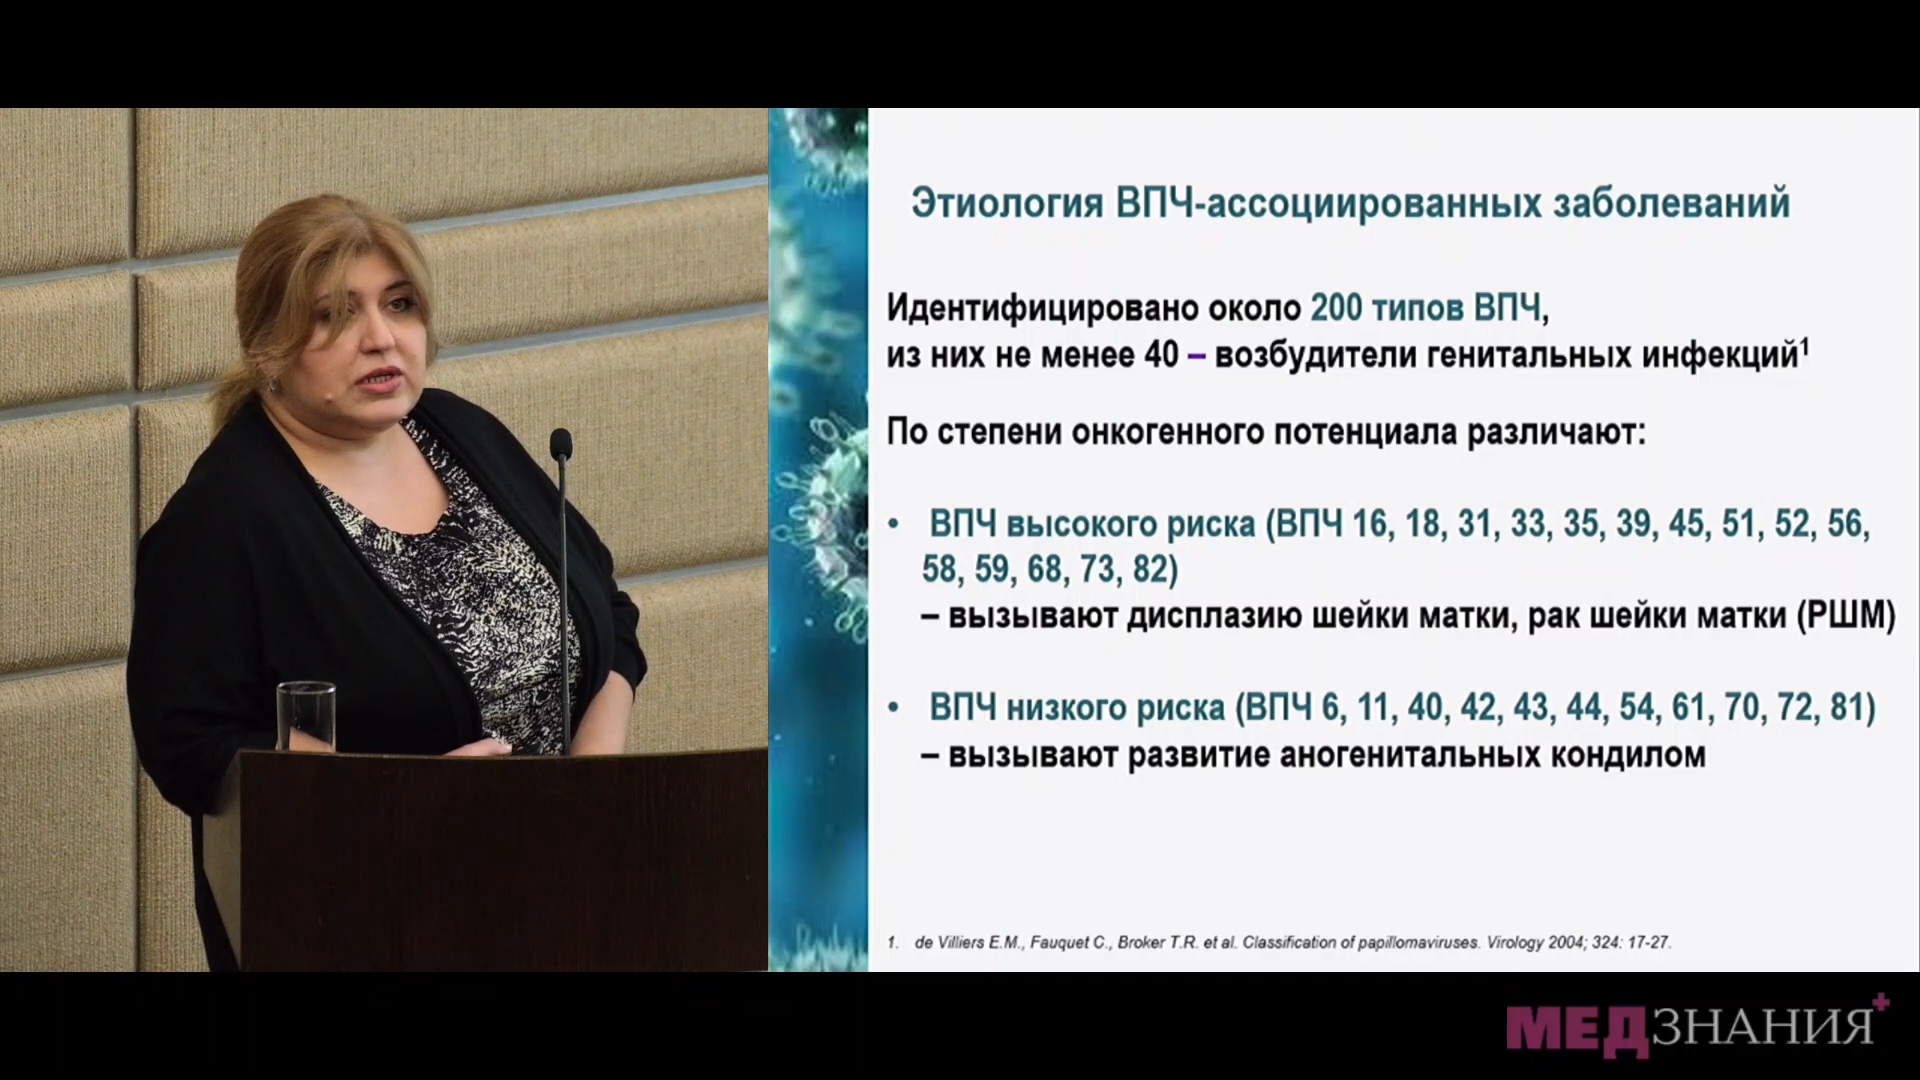 Этиология ВПЧ-ассоциированных заболеваний
Идентифицировано около 200 типов ВПЧ,
из них не менее 40 – возбудители генитальных инфекций¹
По степени онкогенного потенциала различают:
• ВПЧ высокого риска (ВПЧ 16, 18, 31, 33, 35, 39, 45, 51, 52, 56,
58, 59, 68, 73, 82)
– вызывают дисплазию шейки матки, рак шейки матки (РШМ)
• ВПЧ низкого риска (ВПЧ 6, 11, 40, 42, 43, 44, 54, 61, 70, 72, 81)
– вызывают развитие аногенитальных кондилом
1. de Villiers E.M., Fauquet C., Broker T.R. et al. Classification of papillomaviruses. Virology 2004; 324: 17-27.
МЕДЗНАНИЯ+